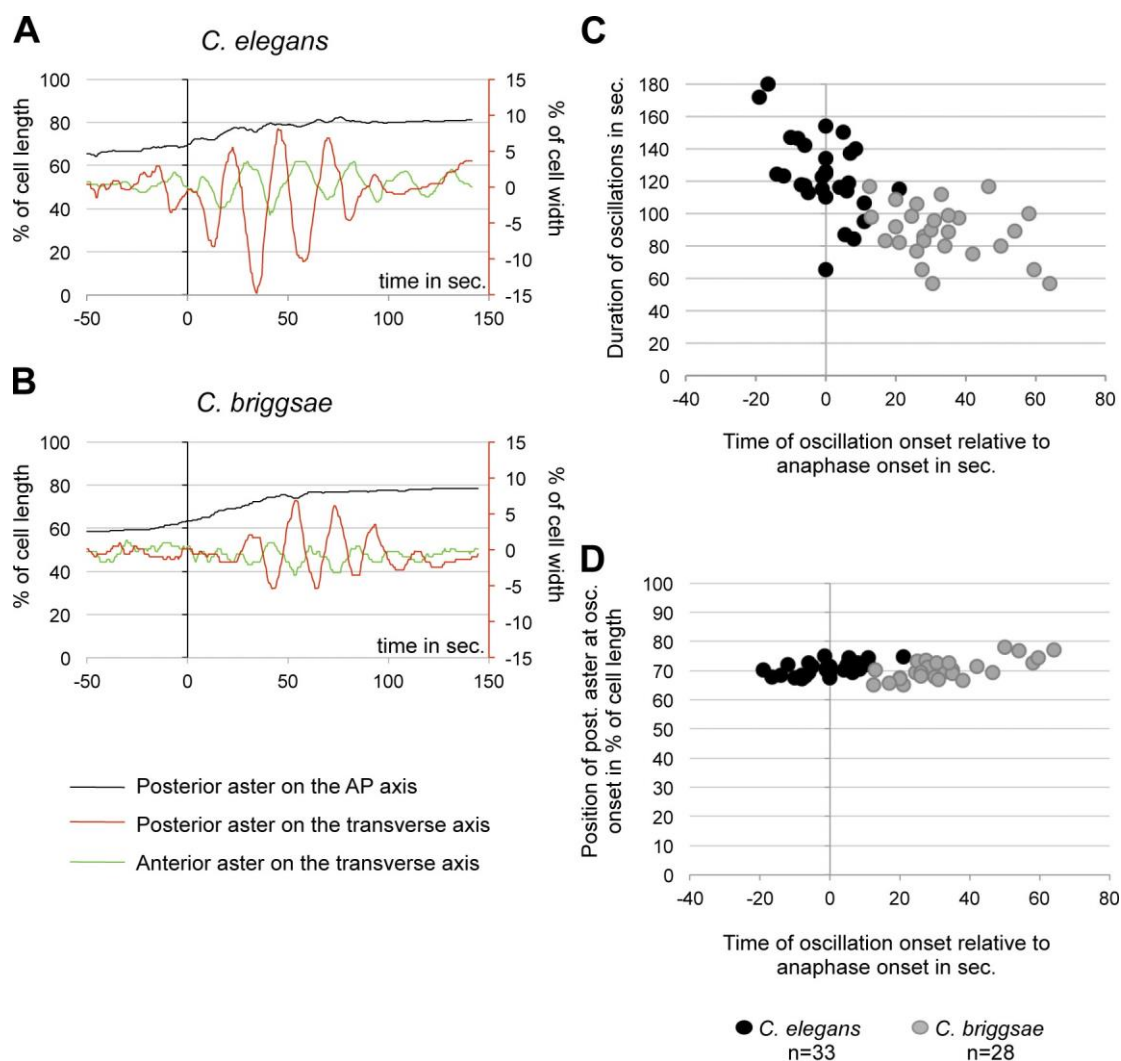 A
C. elegans
100
80
60
40
20
0
% of cell length
15
10
5
0
-5
-10
-15
% of cell width
time in sec.
-50
0
50
100
150
B
C. briggsae
100
80
60
40
20
0
% of cell length
15
10
5
0
-5
-10
-15
% of cell width
time in sec.
-50
0
50
100
150
Posterior aster on the AP axis
Posterior aster on the transverse axis
Anterior aster on the transverse axis
C
180
160
140
120
100
80
60
40
20
0
Duration of oscillations in sec.
-40
-20
0
20
40
60
80
Time of oscillation onset relative to
anaphase onset in sec.
D
100
90
80
70
60
50
40
30
20
10
0
Position of post. aster at osc.
onset in % of cell length
-40
-20
0
20
40
60
80
Time of oscillation onset relative to
anaphase onset in sec.
C. elegans
n=33
C. briggsae
n=28